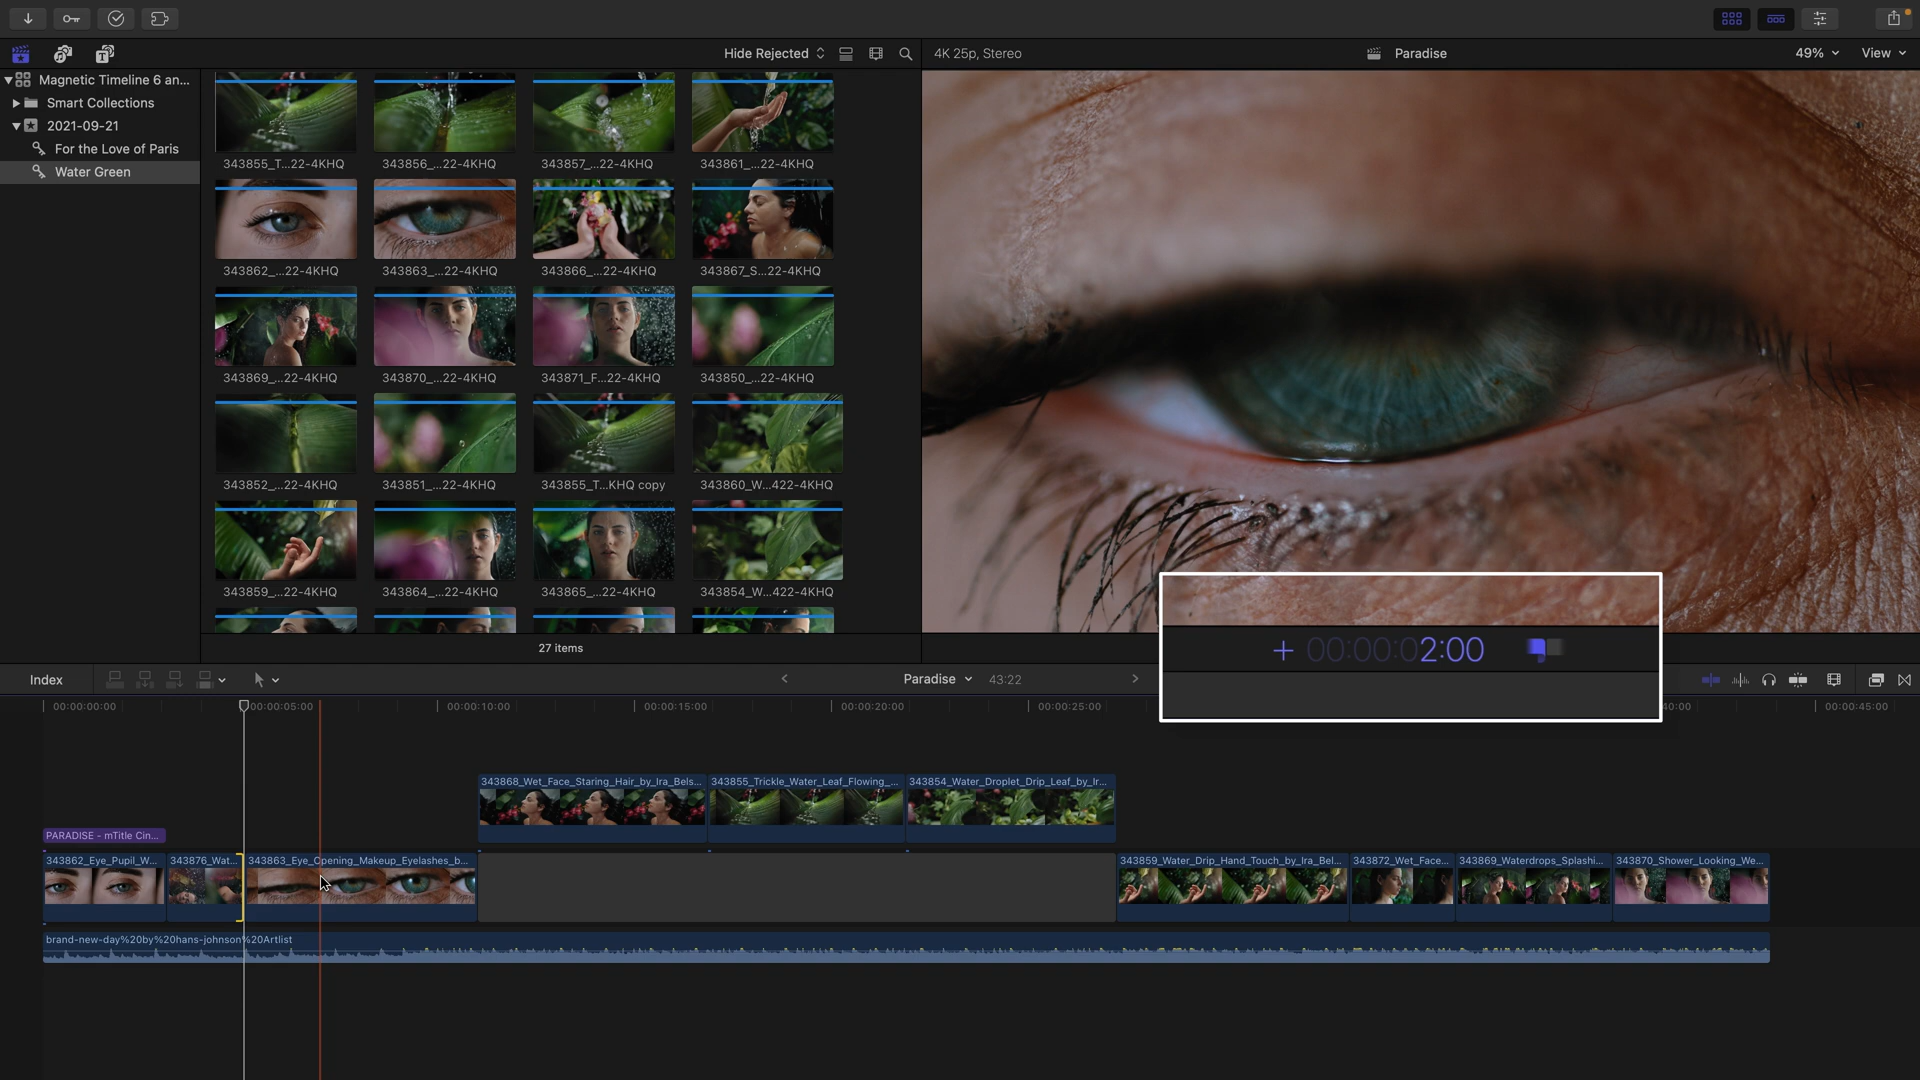 Hide Rejected
4K 25p, Stereo
Paradise
49%
View
Magnetic Timeline 6 an...
Smart Collections
2021-09-21
For the Love of Paris
Water Green
343855_T...22-4KHQ
343856_...22-4KHQ
343857_...22-4KHQ
343861_...22-4KHQ
343862_...22-4KHQ
343863_...22-4KHQ
343866_...22-4KHQ
343867_S...22-4KHQ
343869_...22-4KHQ
343870_...22-4KHQ
343871_F...22-4KHQ
343850_...22-4KHQ
343852_...22-4KHQ
343851_...22-4KHQ
343855_T...KHQ copy
343860_W...422-4KHQ
343859_...22-4KHQ
343864_...22-4KHQ
343865_...22-4KHQ
343854_W...422-4KHQ
27 items
+ 00:00:02:00
Index
Paradise
43:22
00:00:00:00
00:00:05:00
00:00:10:00
00:00:15:00
00:00:20:00
00:00:25:00
40:00
00:00:45:00
343868_Wet_Face_Staring_Hair_by_Ira_Bels...
343855_Trickle_Water_Leaf_Flowing_...
343854_Water_Droplet_Drip_Leaf_by_Ir...
PARADISE - mTitle Cin...
343862_Eye_Pupil_W...
343876_Wat...
343863_Eye_Opening_Makeup_Eyelashes_b...
343859_Water_Drip_Hand_Touch_by_Ira_Bel...
343872_Wet_Face...
343869_Waterdrops_Splashi...
343870_Shower_Looking_We...
brand-new-day%20by%20hans-johnson%20Artlist